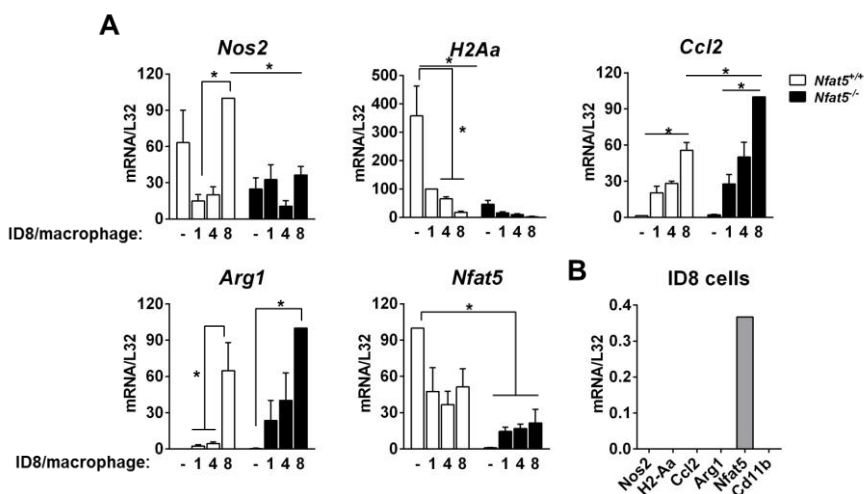 A
Nos2
H2Aa
Ccl2
Nfat5+/+
Nfat5-/-
mRNA/L32
120
90
60
30
0
*
*
mRNA/L32
500
400
300
200
100
0
*
*
mRNA/L32
120
90
60
30
0
*
*
*
ID8/macrophage:
- 1 4 8 - 1 4 8
- 1 4 8 - 1 4 8
- 1 4 8 - 1 4 8
Arg1
Nfat5
mRNA/L32
120
90
60
30
0
*
*
mRNA/L32
120
90
60
30
0
*
ID8/macrophage:
- 1 4 8 - 1 4 8
- 1 4 8 - 1 4 8
B
ID8 cells
mRNA/L32
0.4
0.3
0.2
0.1
0.0
Nos2
H2-Aa
Ccl2
Arg1
Nfat5
Cd11b